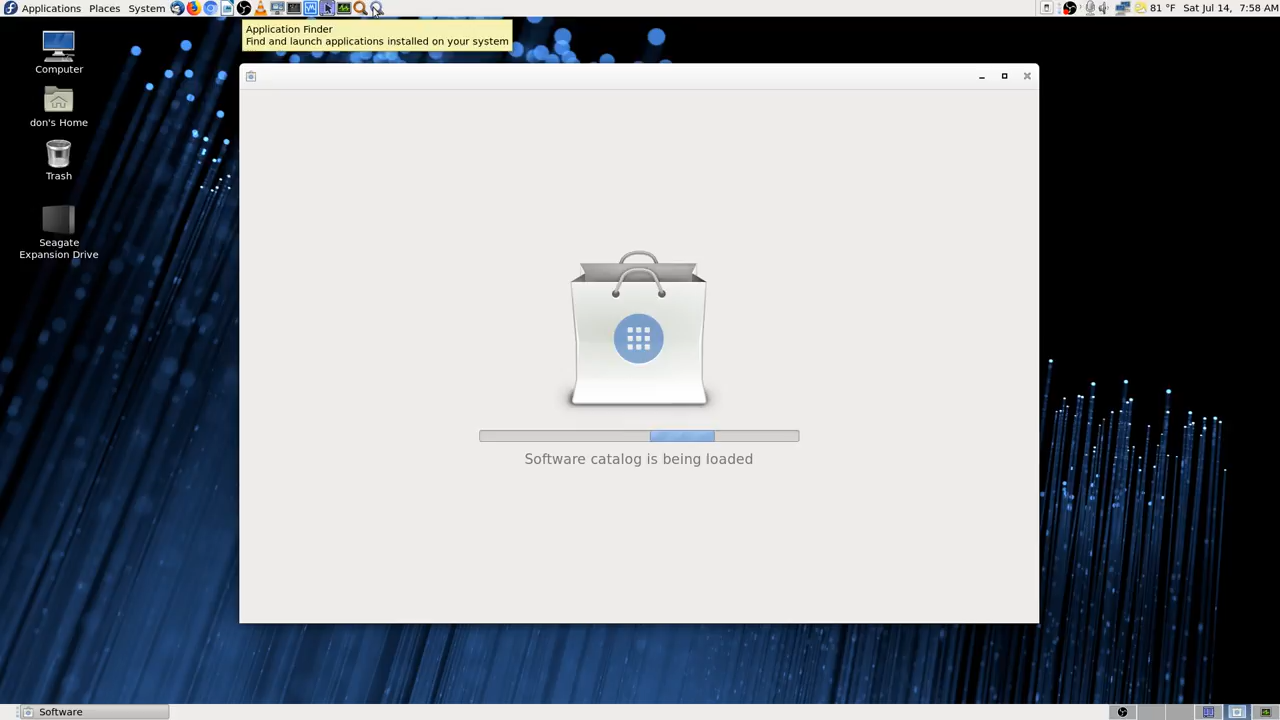 Applications Places System
81 °F Sat Jul 14, 7:58 AM
Application Finder
Find and launch applications installed on your system
Computer
don's Home
Trash
Seagate
Expansion Drive
Software catalog is being loaded
Software